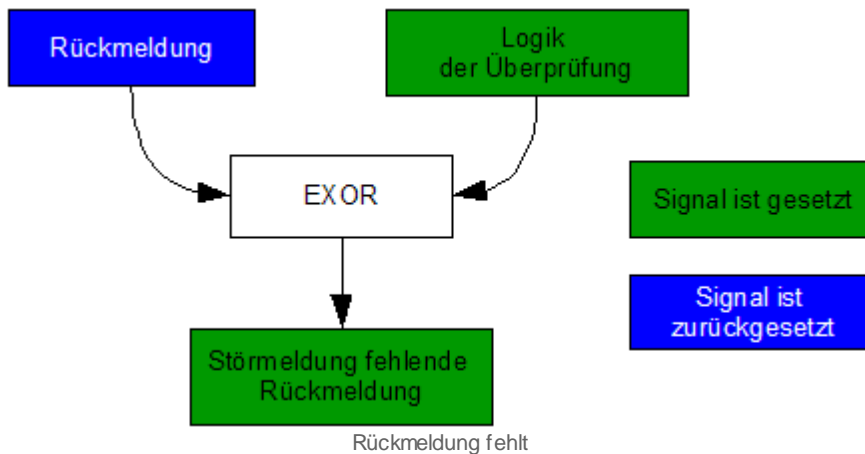 Rückmeldung
Logik
der Überprüfung
EXOR
Signal ist gesetzt
Signal ist
zurückgesetzt
Störmeldung fehlende
Rückmeldung
Rückmeldung fehlt